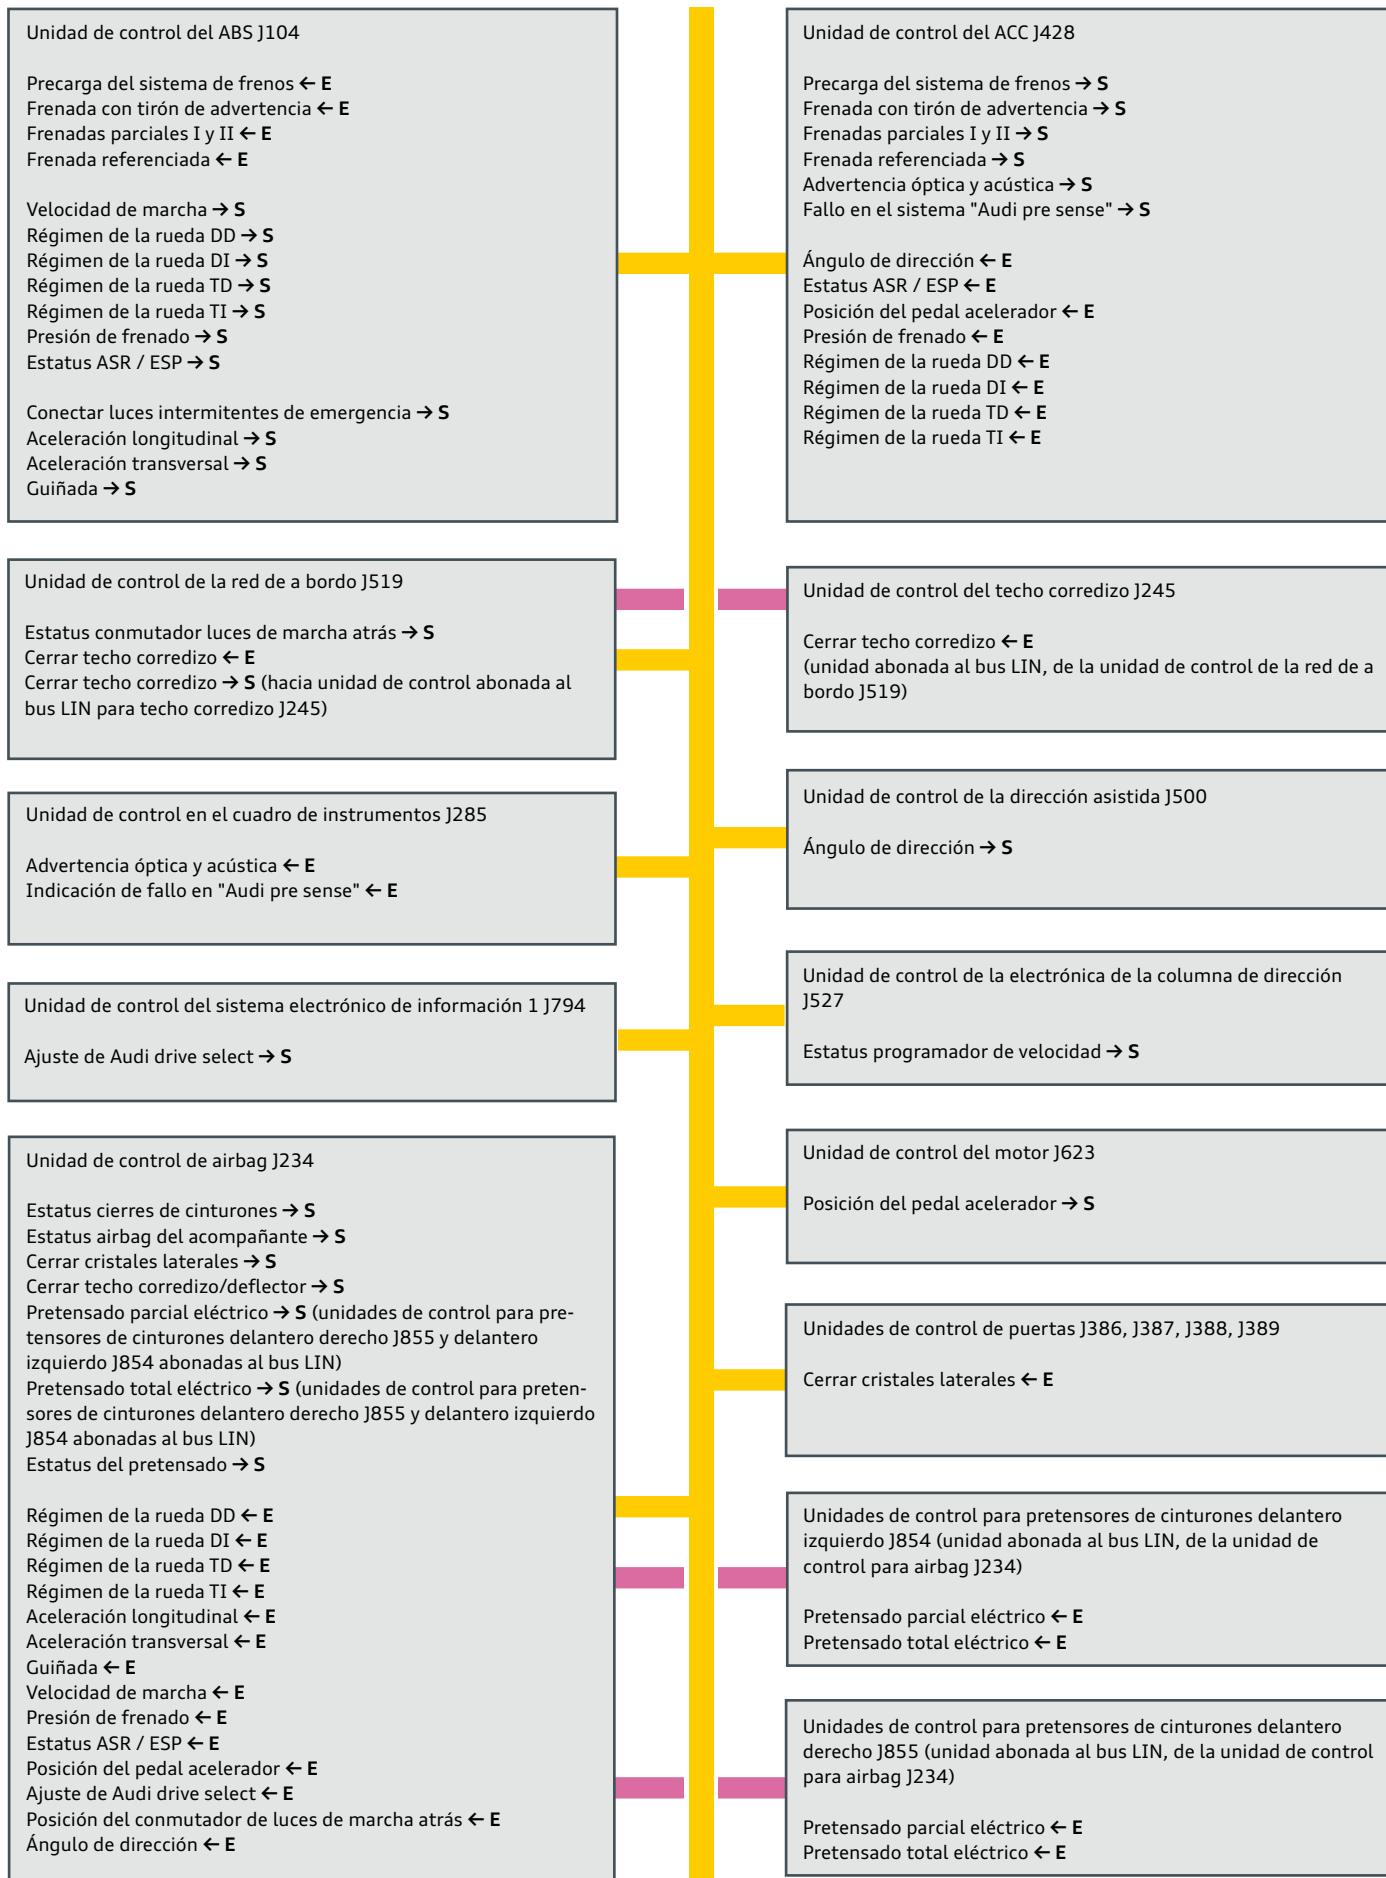 Unidad de control del ABS J104
Precarga del sistema de frenos ← E
Frenada con tirón de advertencia ← E
Frenadas parciales I y II ← E
Frenada referenciada ← E
Velocidad de marcha → S
Régimen de la rueda DD → S
Régimen de la rueda DI → S
Régimen de la rueda TD → S
Régimen de la rueda TI → S
Presión de frenado → S
Estatus ASR / ESP → S
Conectar luces intermitentes de emergencia → S
Aceleración longitudinal → S
Aceleración transversal → S
Guiñada → S
Unidad de control del ACC J428
Precarga del sistema de frenos → S
Frenada con tirón de advertencia → S
Frenadas parciales I y II → S
Frenada referenciada → S
Advertencia óptica y acústica → S
Fallo en el sistema "Audi pre sense" → S
Ángulo de dirección ← E
Estatus ASR / ESP ← E
Posición del pedal acelerador ← E
Presión de frenado ← E
Régimen de la rueda DD ← E
Régimen de la rueda DI ← E
Régimen de la rueda TD ← E
Régimen de la rueda TI ← E
Unidad de control de la red de a bordo J519
Estatus conmutador luces de marcha atrás → S
Cerrar techo corredizo ← E
Cerrar techo corredizo → S (hacia unidad de control abonada al
bus LIN para techo corredizo J245)
Unidad de control del techo corredizo J245
Cerrar techo corredizo ← E
(unidad abonada al bus LIN, de la unidad de control de la red de a
bordo J519)
Unidad de control en el cuadro de instrumentos J285
Advertencia óptica y acústica ← E
Indicación de fallo en "Audi pre sense" ← E
Unidad de control de la dirección asistida J500
Ángulo de dirección → S
Unidad de control del sistema electrónico de información 1 J794
Ajuste de Audi drive select → S
Unidad de control de la electrónica de la columna de dirección
J527
Estatus programador de velocidad → S
Unidad de control de airbag J234
Estatus cierres de cinturones → S
Estatus airbag del acompañante → S
Cerrar cristales laterales → S
Cerrar techo corredizo/deflector → S
Pretensado parcial eléctrico → S (unidades de control para pre-
tensores de cinturones delantero derecho J855 y delantero
izquierdo J854 abonadas al bus LIN)
Pretensado total eléctrico → S (unidades de control para preten-
sores de cinturones delantero derecho J855 y delantero izquierdo
J854 abonadas al bus LIN)
Estatus del pretensado → S
Régimen de la rueda DD ← E
Régimen de la rueda DI ← E
Régimen de la rueda TD ← E
Régimen de la rueda TI ← E
Aceleración longitudinal ← E
Aceleración transversal ← E
Guiñada ← E
Velocidad de marcha ← E
Presión de frenado ← E
Estatus ASR / ESP ← E
Posición del pedal acelerador ← E
Ajuste de Audi drive select ← E
Posición del conmutador de luces de marcha atrás ← E
Ángulo de dirección ← E
Unidad de control del motor J623
Posición del pedal acelerador → S
Unidades de control de puertas J386, J387, J388, J389
Cerrar cristales laterales ← E
Unidades de control para pretensores de cinturones delantero
izquierdo J854 (unidad abonada al bus LIN, de la unidad de
control para airbag J234)
Pretensado parcial eléctrico ← E
Pretensado total eléctrico ← E
Unidades de control para pretensores de cinturones delantero
derecho J855 (unidad abonada al bus LIN, de la unidad de control
para airbag J234)
Pretensado parcial eléctrico ← E
Pretensado total eléctrico ← E